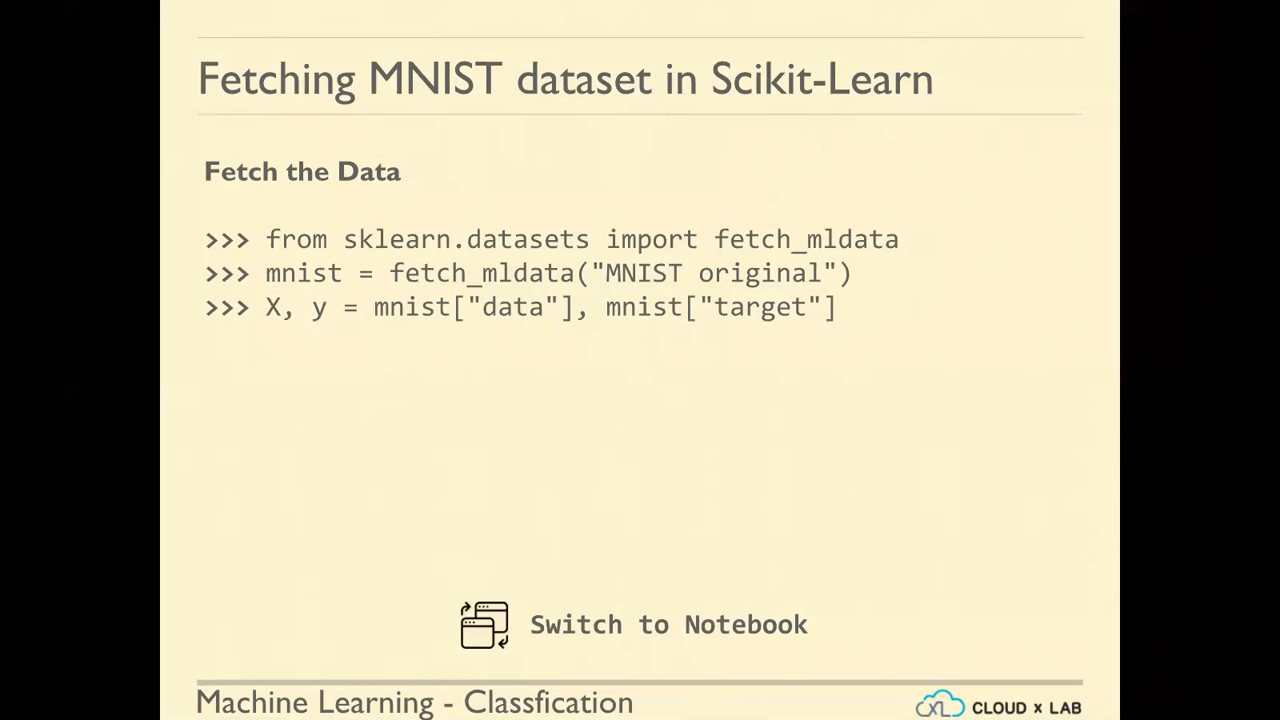 Fetching MNIST dataset in Scikit-Learn
Fetch the Data
>>> from sklearn.datasets import fetch_mldata
>>> mnist = fetch_mldata("MNIST original")
>>> X, y = mnist["data"], mnist["target"]
Switch to Notebook
Machine Learning - Classfication
CXL CLOUD x LAB